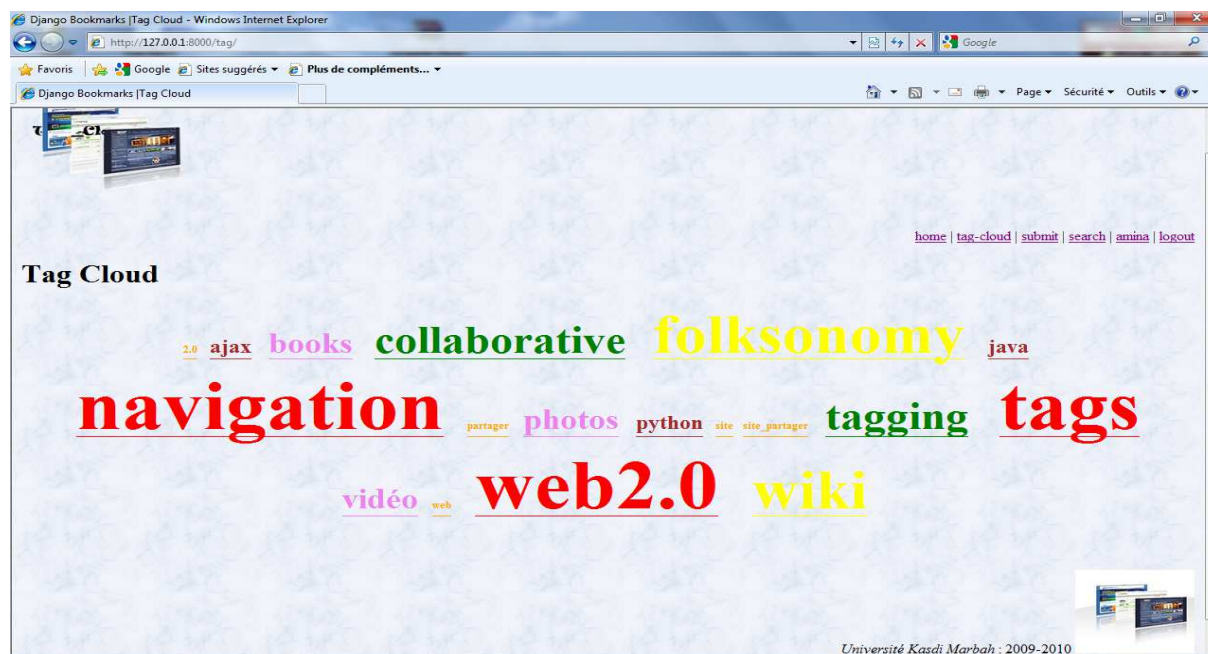 Django Bookmarks |Tag Cloud - Windows Internet Explorer
http://127.0.0.1:8000/tag/
Google
Favoris Google Sites suggérés Plus de compléments...
Django Bookmarks |Tag Cloud
Page Sécurité Outils
home | tag-cloud | submit | search | amina | logout
Tag Cloud
2.0 ajax books collaborative folksonomy java
navigation partager photos python site site_partager tagging tags
vidéo web web2.0 wiki
Université Kasdi Marbah : 2009-2010